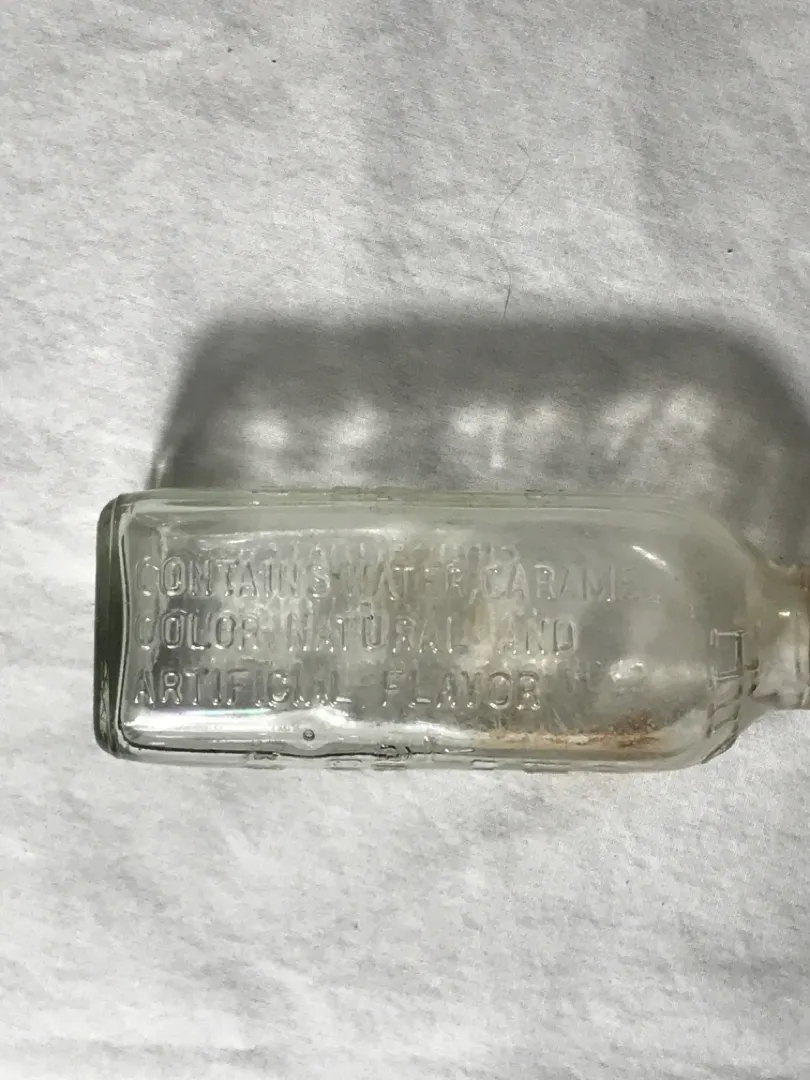 CONTAINS WATER, CARAMEL
COLOR, NATURAL AND
ARTIFICIAL FLAVOR